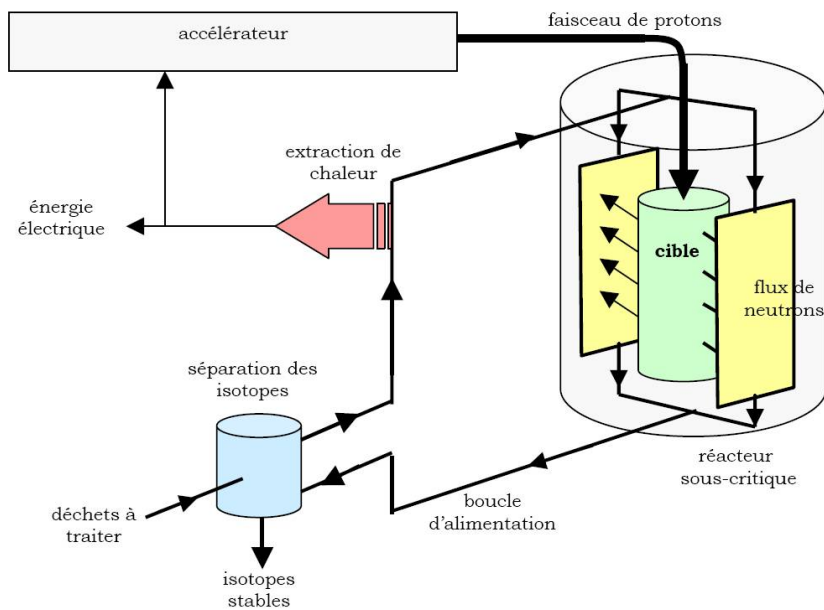 accélérateur
faisceau de protons
extraction de
chaleur
énergie
électrique
cible
flux de
neutrons
séparation des
isotopes
réacteur
sous-critique
déchets à
traiter
boucle
d'alimentation
isotopes
stables